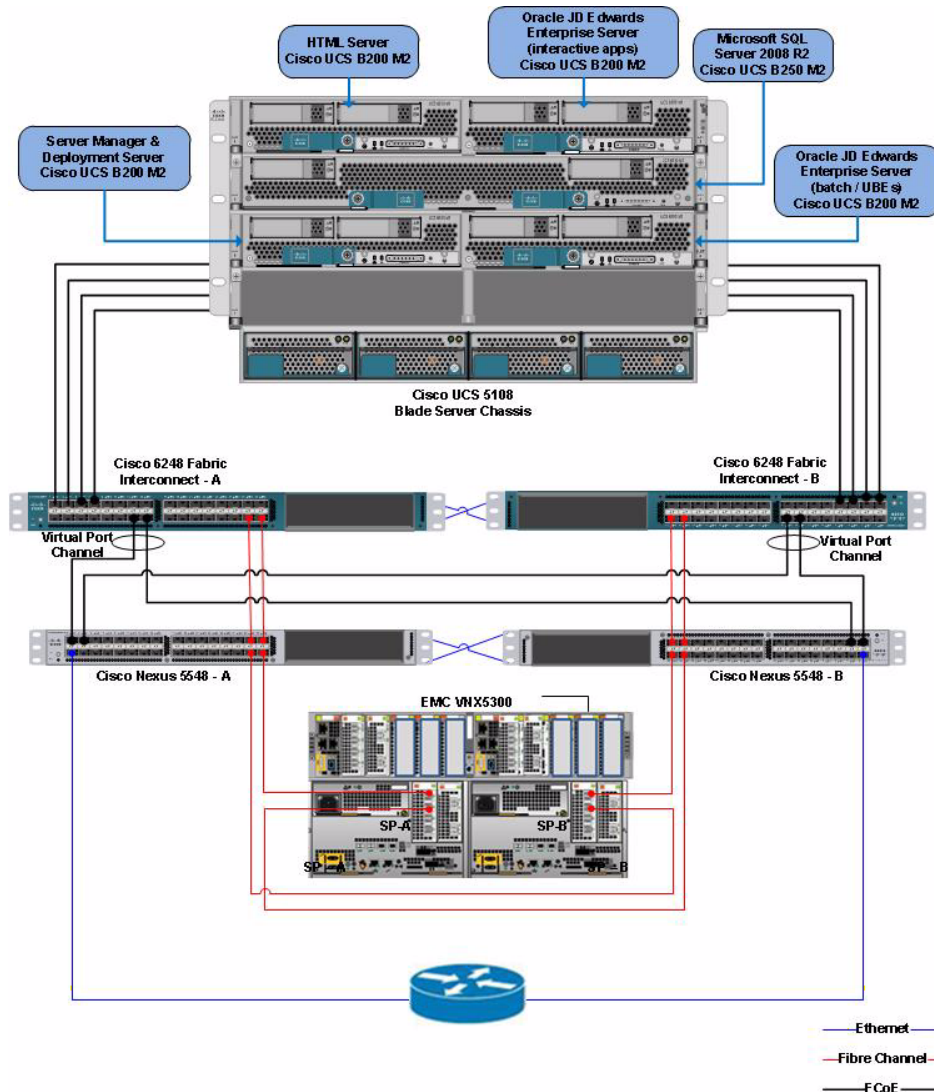 HTML Server
Cisco UCS B200 M2
Oracle JD Edwards
Enterprise Server
(interactive apps)
Cisco UCS B200 M2
Microsoft SQL
Server 2008 R2
Cisco UCS B250 M2
Server Manager &
Deployment Server
Cisco UCS B200 M2
Oracle JD Edwards
Enterprise Server
(batch / UBEs)
Cisco UCS B200 M2
Cisco UCS 5108
Blade Server Chassis
Cisco 6248 Fabric
Interconnect - A
Cisco 6248 Fabric
Interconnect - B
Virtual Port
Channel
Virtual Port
Channel
Cisco Nexus 5548 - A
Cisco Nexus 5548 - B
EMC VNX5300
SP-A
SP-B
SP - A
SP - B
Ethernet
Fibre Channel
FCoE